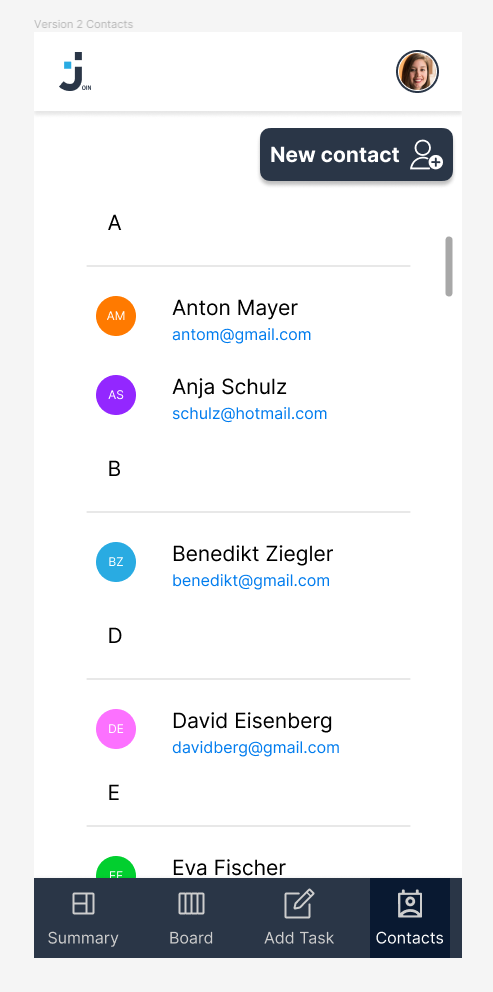 Version 2 Contacts
JOIN
New contact
A
AM
Anton Mayer
antom@gmail.com
AS
Anja Schulz
schulz@hotmail.com
B
BZ
Benedikt Ziegler
benedikt@gmail.com
D
DE
David Eisenberg
davidberg@gmail.com
E
EF
Eva Fischer
Summary Board Add Task Contacts